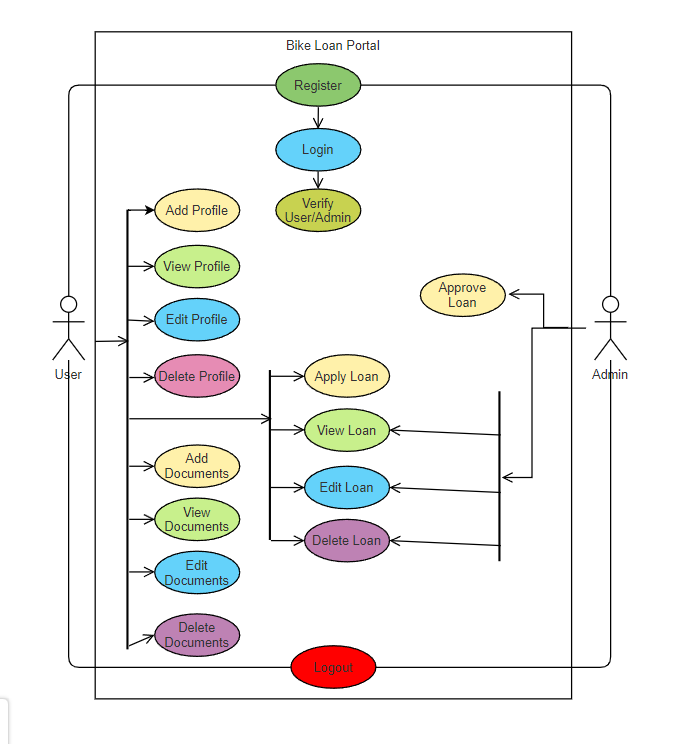 Bike Loan Portal
Register
Login
Verify
User/Admin
Add Profile
View Profile
Approve
Loan
Edit Profile
User
Admin
Delete Profile
Apply Loan
View Loan
Add
Documents
Edit Loan
View
Documents
Delete Loan
Edit
Documents
Delete
Documents
Logout